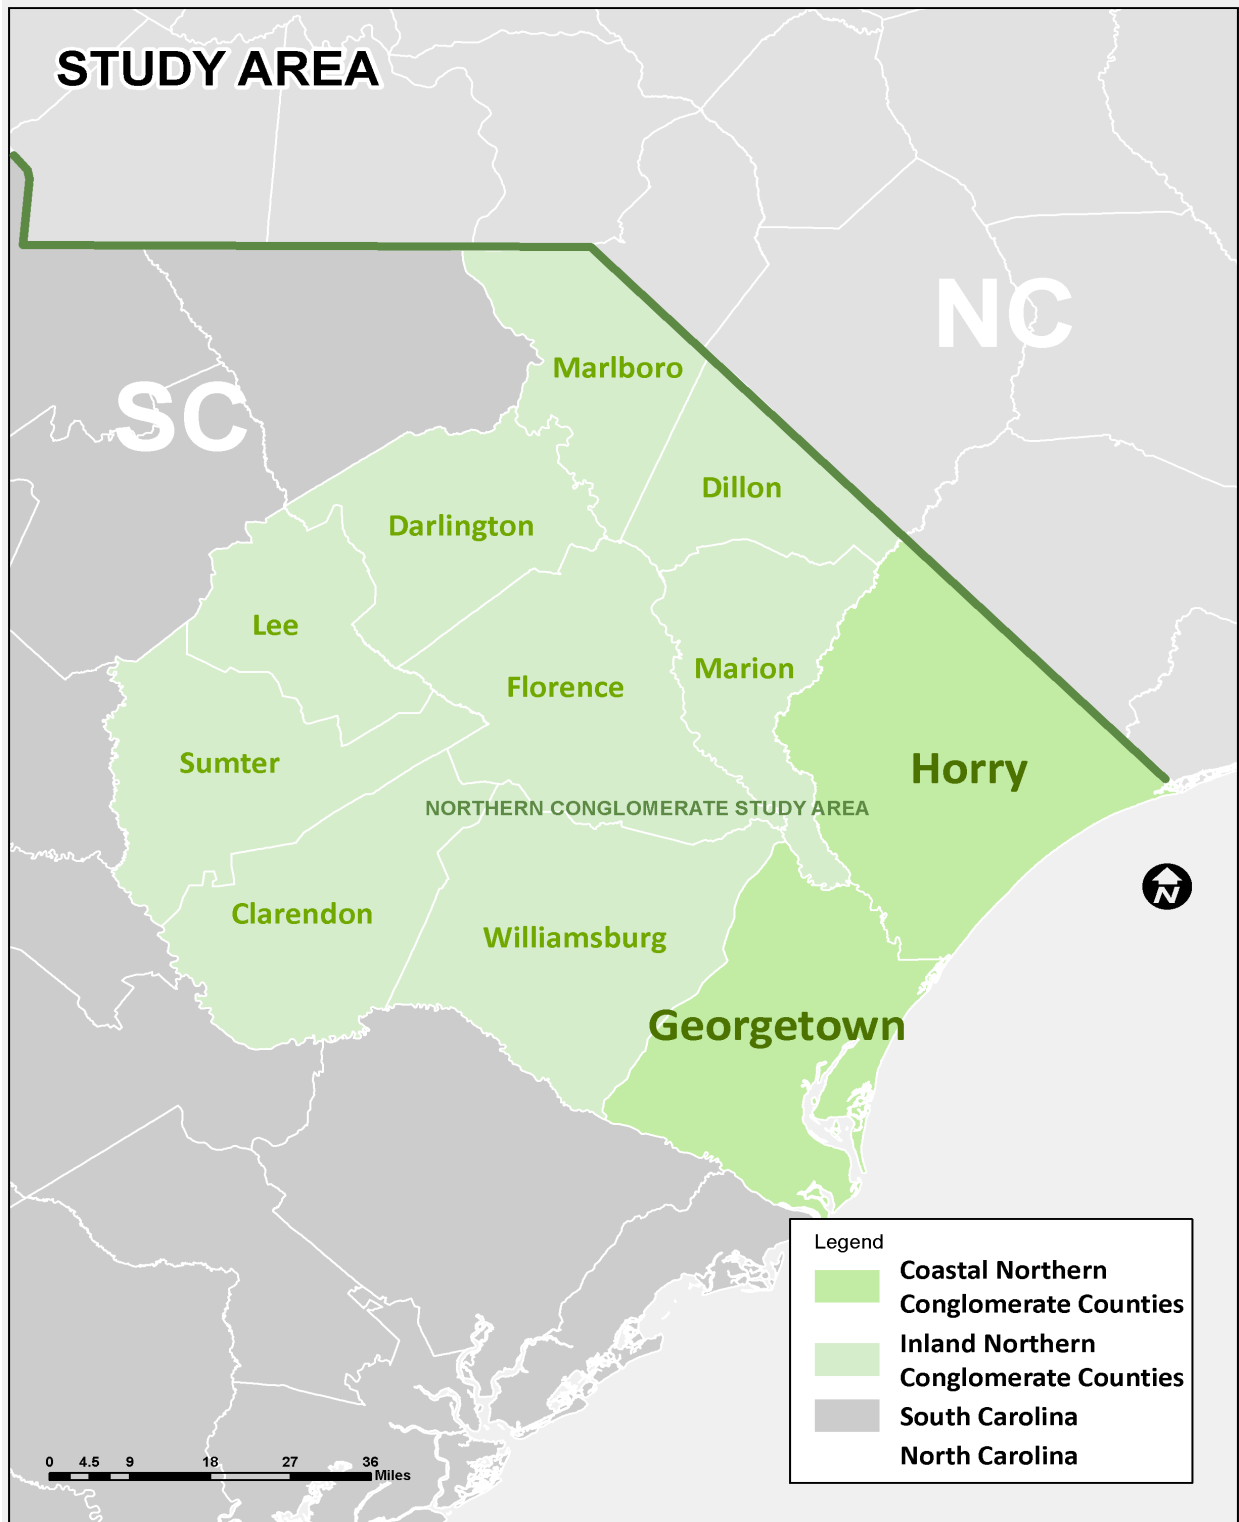 STUDY AREA
NC
SC
Marlboro
Dillon
Darlington
Lee
Marion
Florence
Sumter
Horry
NORTHERN CONGLOMERATE STUDY AREA
N
Clarendon
Williamsburg
Georgetown
Legend
Coastal Northern
Conglomerate Counties
Inland Northern
Conglomerate Counties
South Carolina
North Carolina
0 4.5 9 18 27 36
Miles